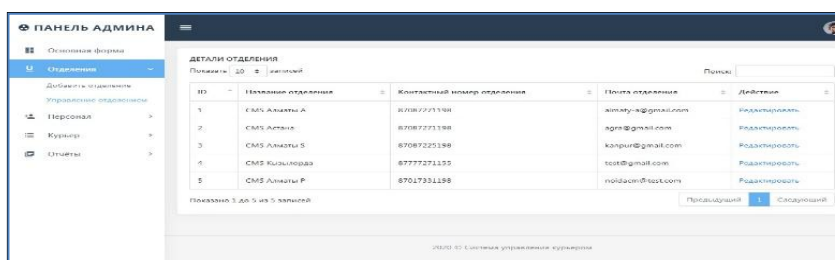 ПАНЕЛЬ АДМИНА
Основная форма
Отделения
Добавить отделение
Управление отделением
Персонал
Курьер
Отчёты
ДЕТАЛИ ОТДЕЛЕНИЯ
Показать 10 записей
Поиск:
ID Название отделения Контактный номер отделения Почта отделения Действие
1 CMS Алматы А 87087271198 almaty-a@gmail.com Редактировать
2 CMS Астана 87087271198 agra@gmail.com Редактировать
3 CMS Алматы S 87087225198 kanpur@gmail.com Редактировать
4 CMS Кызылорда 87777271155 test@gmail.com Редактировать
5 CMS Алматы Р 87017331198 noidacm@test.com Редактировать
Показано 1 до 5 из 5 записей
Предыдущий 1 Следующий
2020 © Система управления курьером